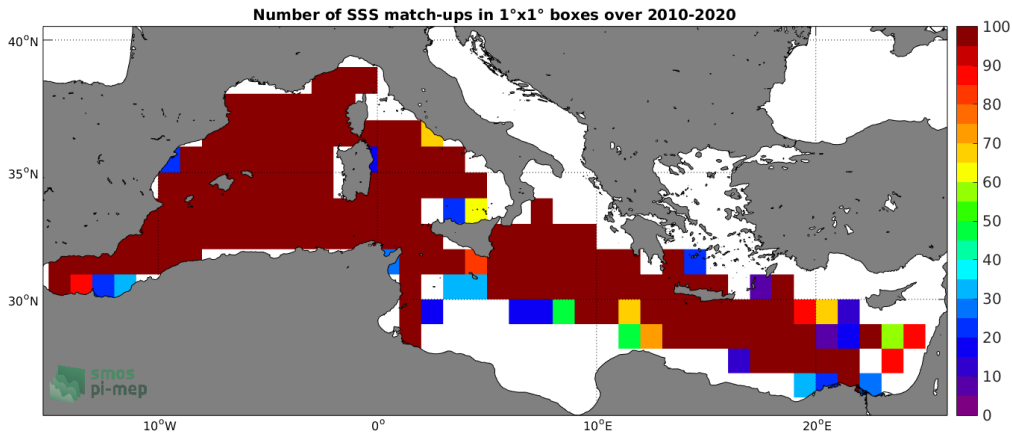 Number of SSS match-ups in 1°x1° boxes over 2010-2020
40°N
35°N
30°N
10°W
0°
10°E
20°E
100
90
80
70
60
50
40
30
20
10
0
smos
pi-mep